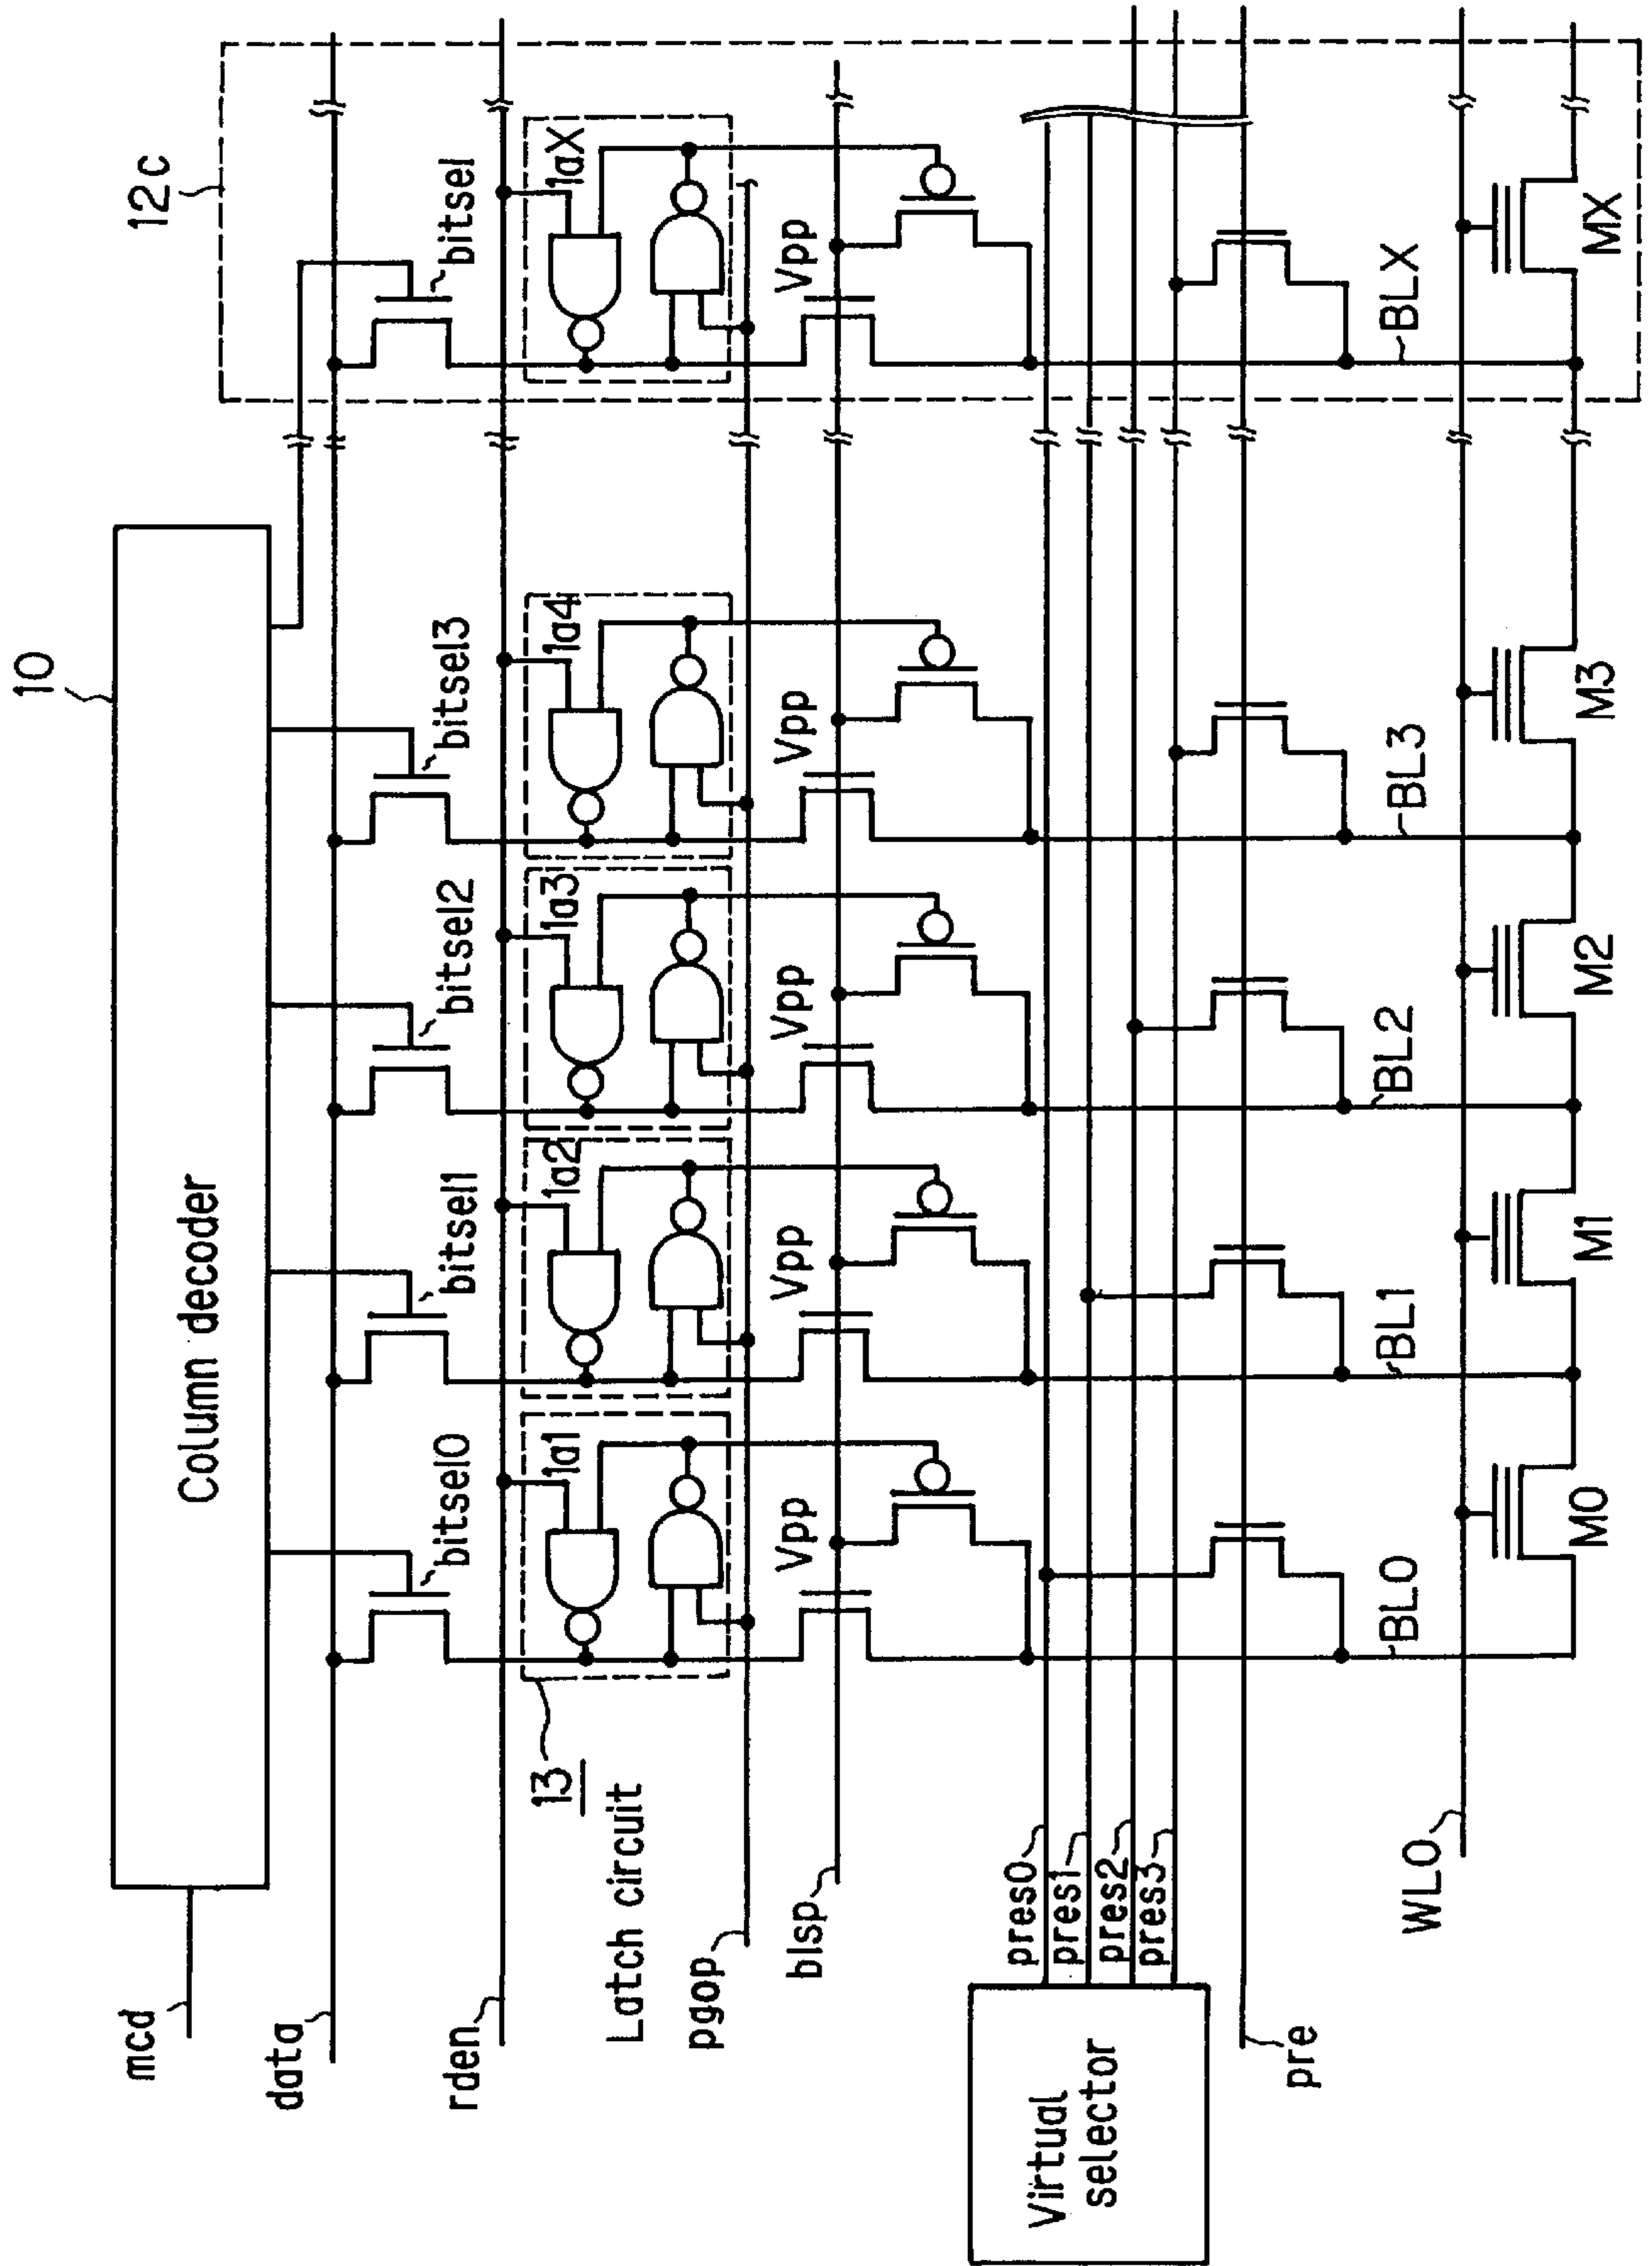 10
12c
Column decoder
mcd
data
bitsel0
bitsel1
bitsel2
bitsel3
bitsel
rden
1a1
1a2
1a3
1a4
1aX
13
Latch circuit
pgop
Vpp
Vpp
Vpp
Vpp
Vpp
blsp
pres0
pres1
pres2
pres3
Virtual
selector
pre
BL0
BL1
BL2
BL3
BLX
WL0
M0
M1
M2
M3
MX